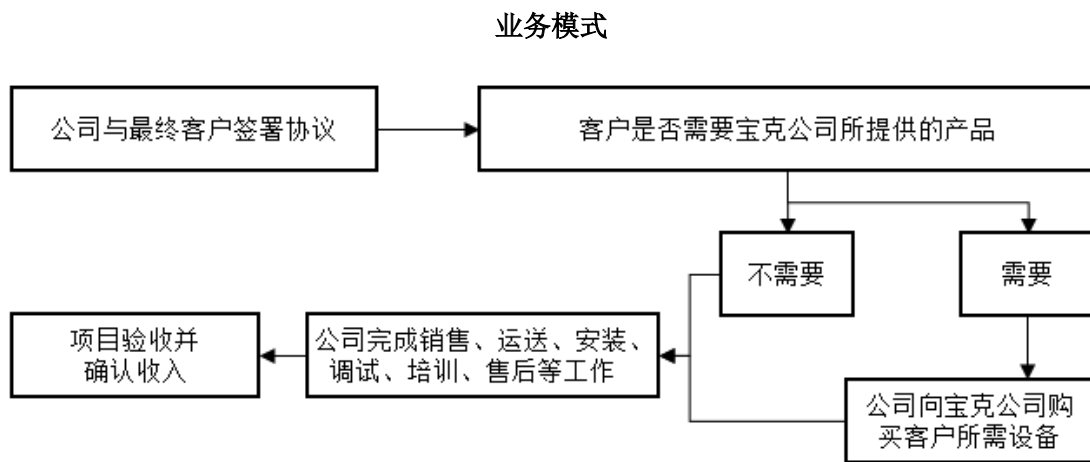 业务模式
公司与最终客户签署协议
客户是否需要宝克公司所提供的产品
不需要
需要
项目验收并
确认收入
公司完成销售、运送、安装、
调试、培训、售后等工作
公司向宝克公司购
买客户所需设备